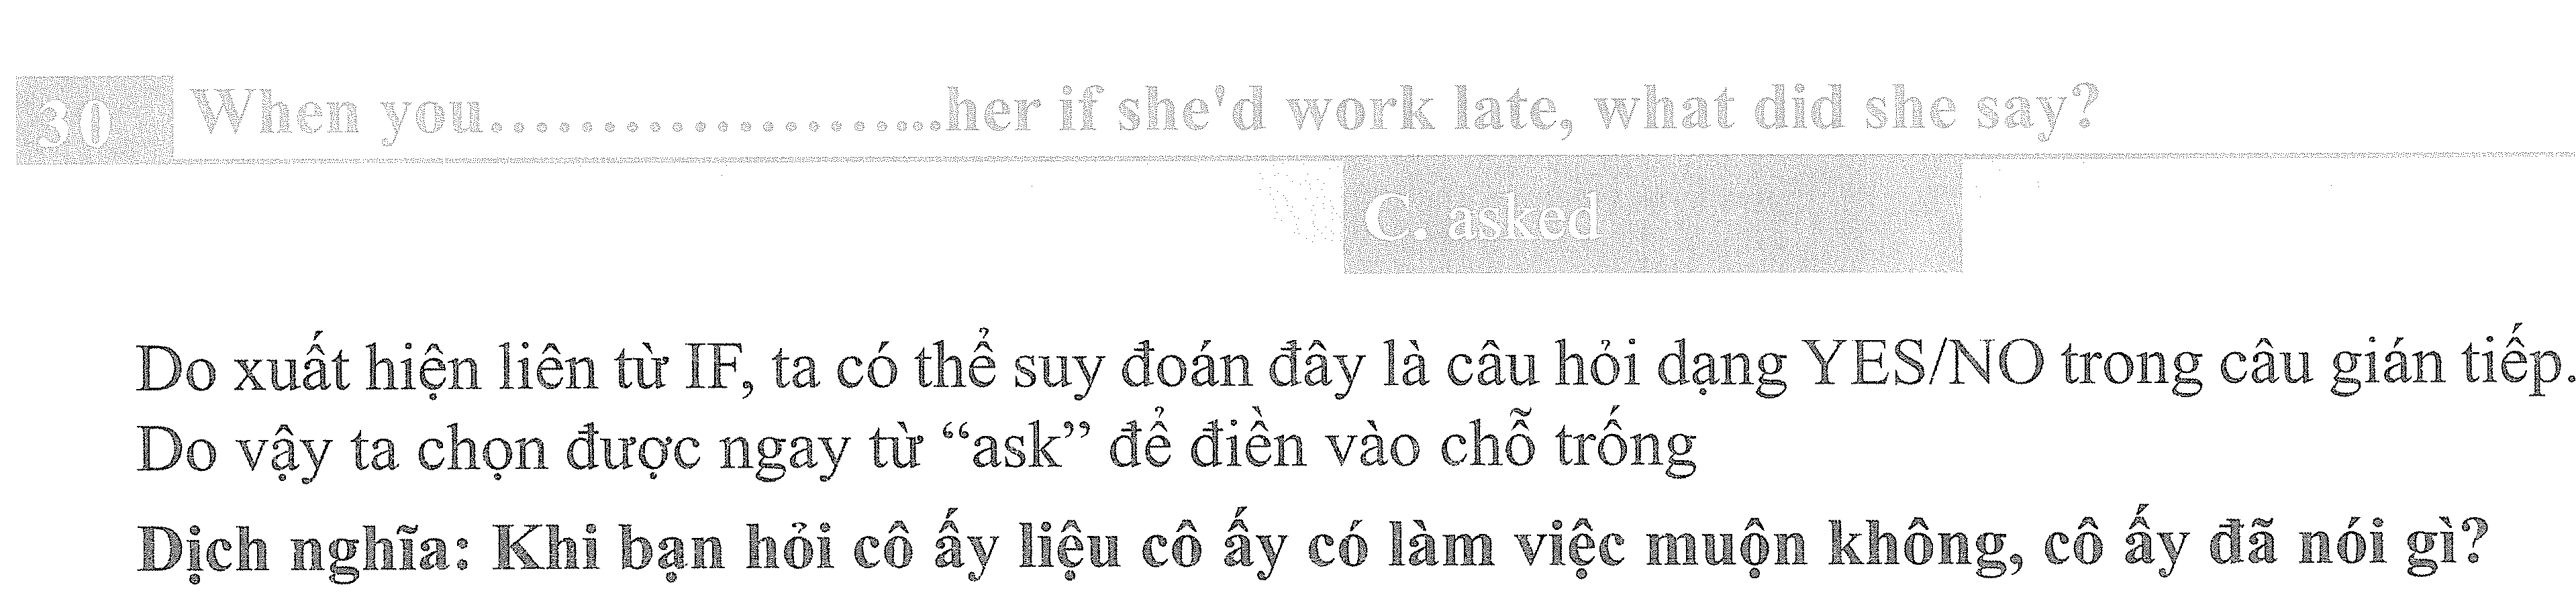 30 When you.....................her if she'd work late, what did she say?
C. asked
Do xuất hiện liên từ IF, ta có thể suy đoán đây là câu hỏi dạng YES/NO trong câu gián tiếp.
Do vậy ta chọn được ngay từ “ask” để điền vào chỗ trống
Dịch nghĩa: Khi bạn hỏi cô ấy liệu cô ấy có làm việc muộn không, cô ấy đã nói gì?